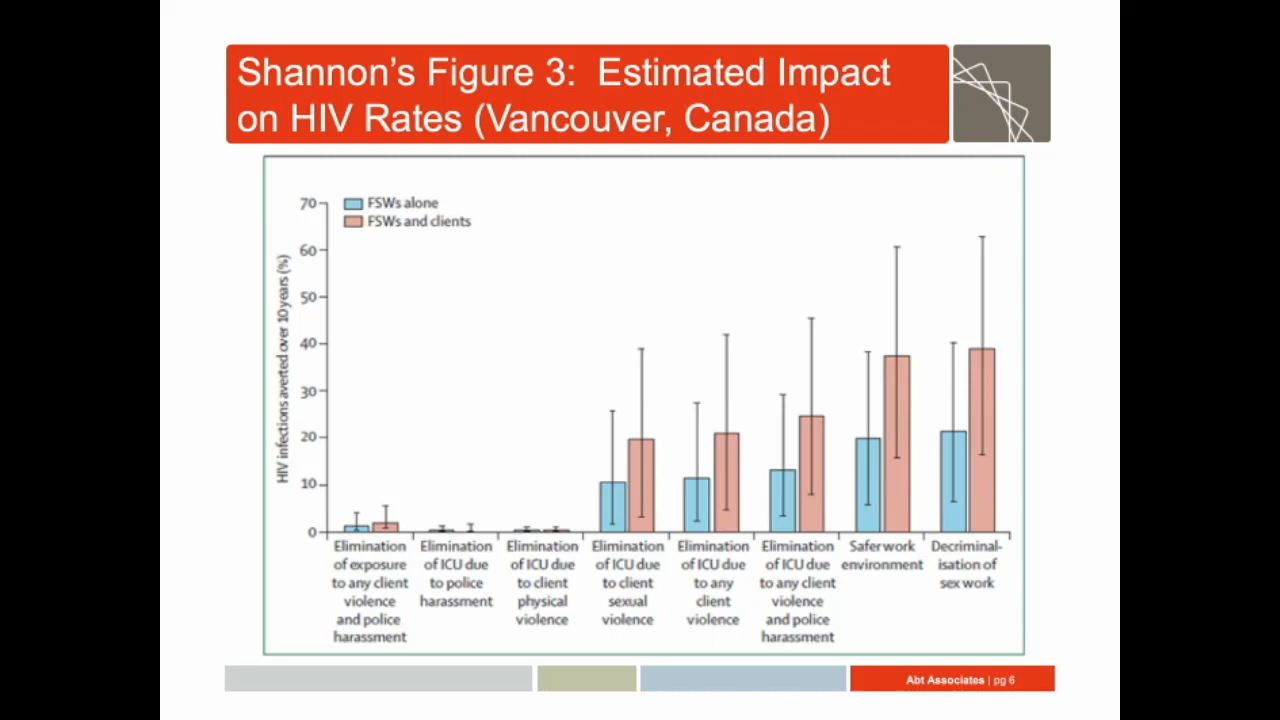 Shannon's Figure 3: Estimated Impact
on HIV Rates (Vancouver, Canada)
FSWs alone
FSWs and clients
HIV infections averted over 10 years (%)
70
60
50
40
30
20
10
0
Elimination
of exposure
to any client
violence
and police
harassment
Elimination
of ICU due
to police
harassment
Elimination
of ICU due
to client
physical
violence
Elimination
of ICU due
to client
sexual
violence
Elimination
of ICU due
to any
client
violence
Elimination
of ICU due
to any client
violence
and police
harassment
Safer work
environment
Decriminal-
isation of
sex work
Abt Associates | pg 6